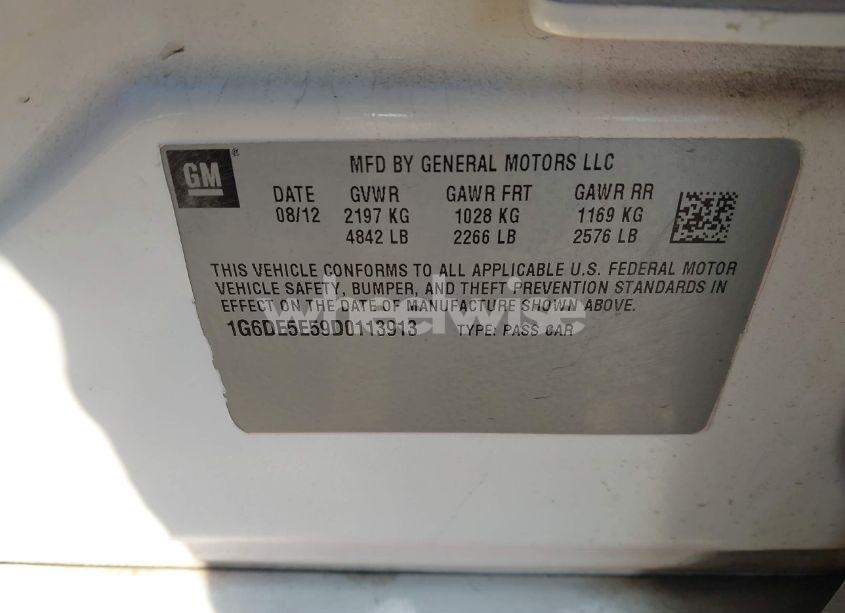 GM ®
MFD BY GENERAL MOTORS LLC
DATE GVWR GAWR FRT GAWR RR
08/12 2197 KG 1028 KG 1169 KG
4842 LB 2266 LB 2576 LB
THIS VEHICLE CONFORMS TO ALL APPLICABLE U.S. FEDERAL MOTOR
VEHICLE SAFETY, BUMPER, AND THEFT PREVENTION STANDARDS IN
EFFECT ON THE DATE OF MANUFACTURE SHOWN ABOVE.
wheelwise
1G6DE5E59D0113913 TYPE: PASS CAR